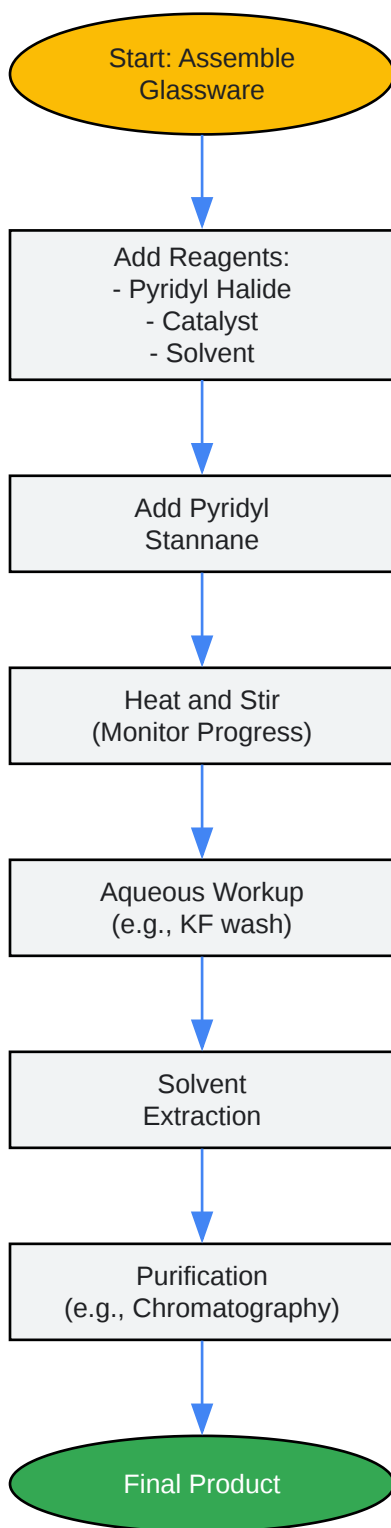 Start: Assemble
Glassware
Add Reagents:
- Pyridyl Halide
- Catalyst
- Solvent
Add Pyridyl
Stannane
Heat and Stir
(Monitor Progress)
Aqueous Workup
(e.g., KF wash)
Solvent
Extraction
Purification
(e.g., Chromatography)
Final Product